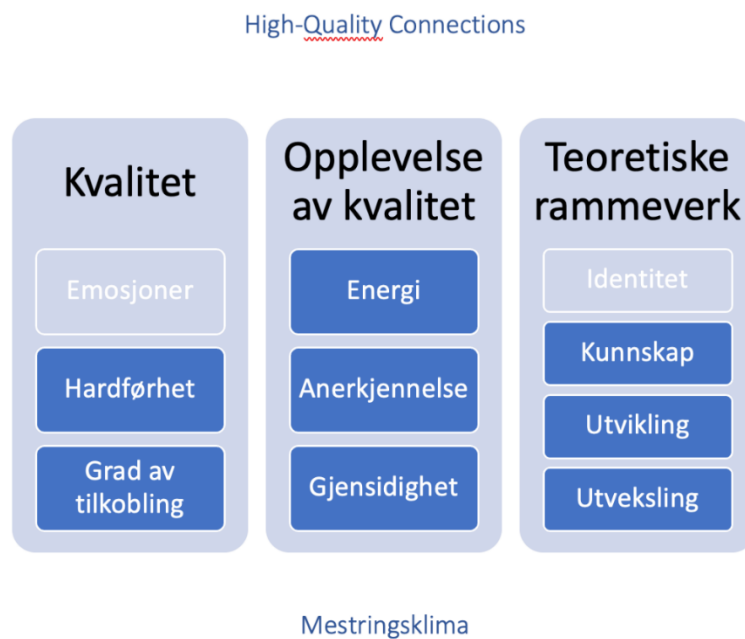 High-Quality Connections
Kvalitet
Emosjoner
Hardførhet
Grad av
tilkobling
Opplevelse
av kvalitet
Energi
Anerkjennelse
Gjensidighet
Teoretiske
rammeverk
Identitet
Kunnskap
Utvikling
Utveksling
Mestringsklima